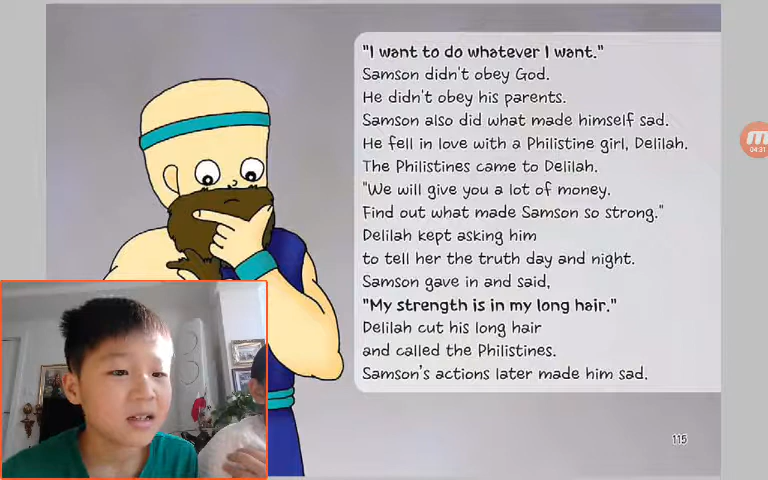 "I want to do whatever I want."
Samson didn't obey God.
He didn't obey his parents.
Samson also did what made himself sad.
He fell in love with a Philistine girl, Delilah.
The Philistines came to Delilah.
"We will give you a lot of money.
Find out what made Samson so strong."
Delilah kept asking him
to tell her the truth day and night.
Samson gave in and said,
"My strength is in my long hair."
Delilah cut his long hair
and called the Philistines.
Samson's actions later made him sad.
115
04:31